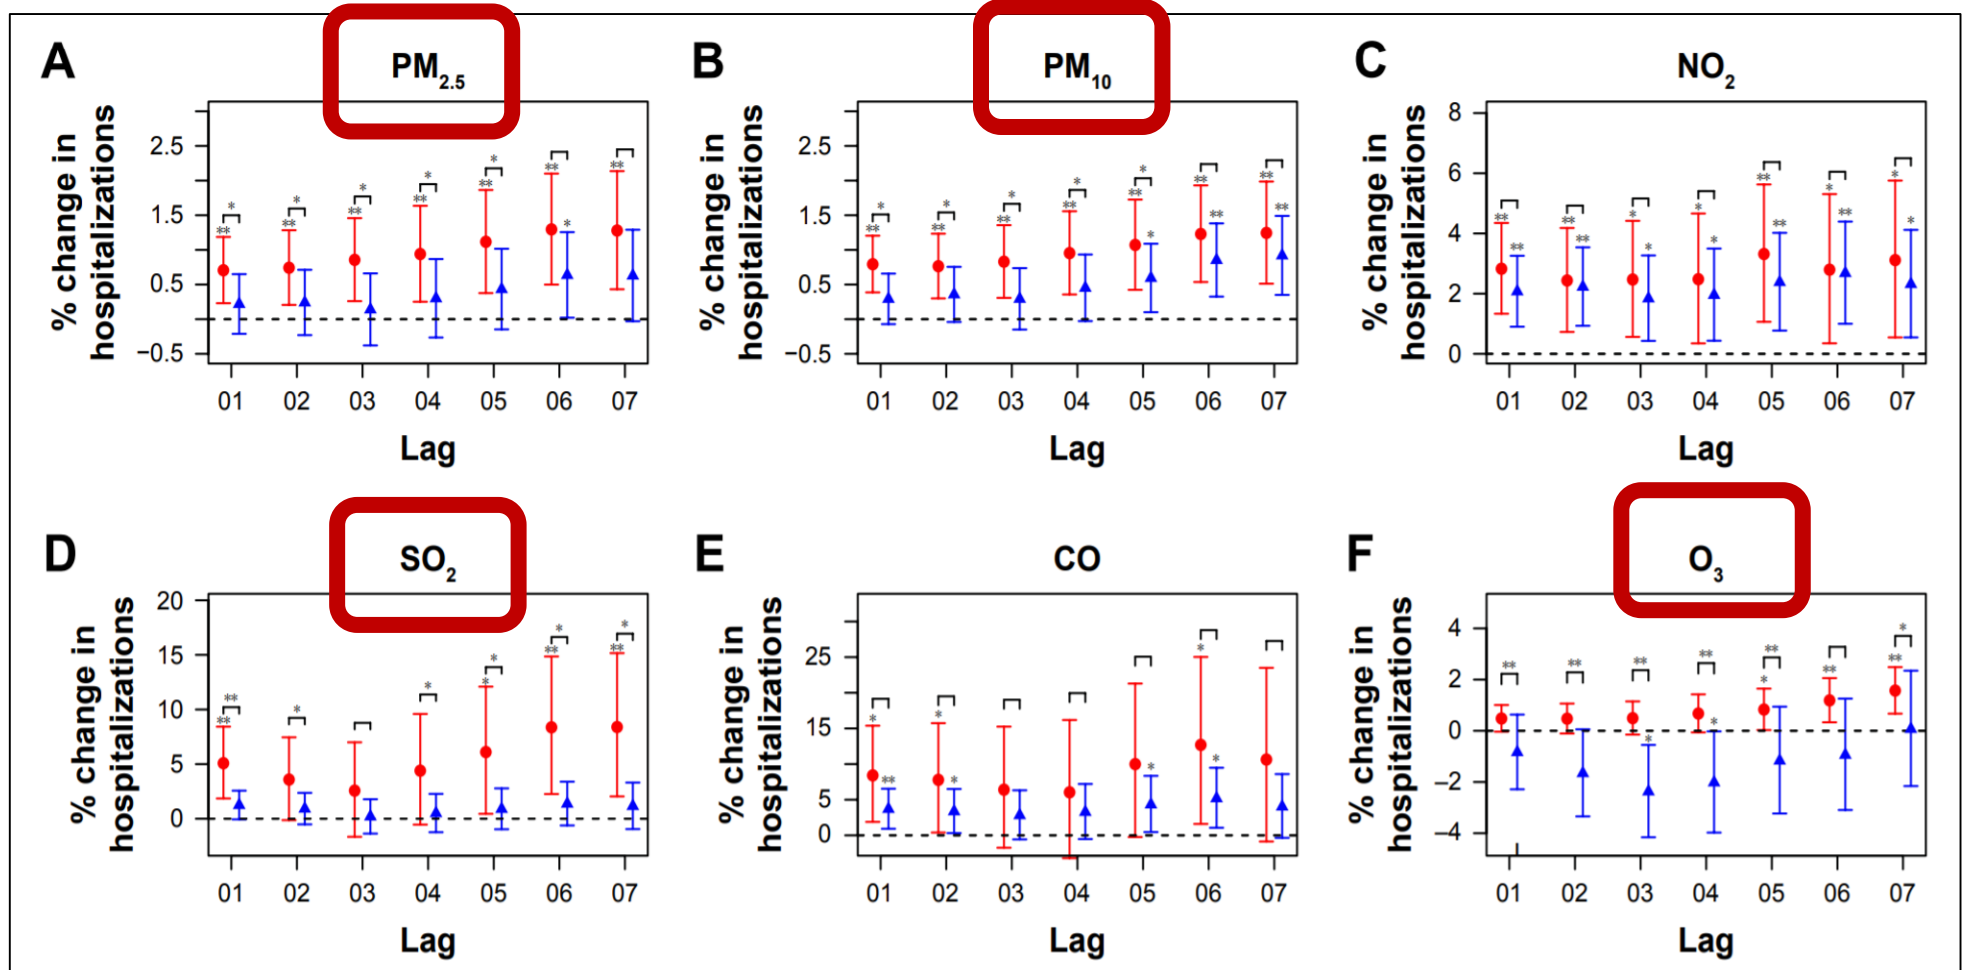 A
PM2.5
% change in
hospitalizations
2.5
1.5
0.5
−0.5
** ** ** ** ** ** **
* * * * *
*
01 02 03 04 05 06 07
Lag
B
PM10
% change in
hospitalizations
2.5
1.5
0.5
−0.5
** ** ** ** ** ** **
* * * * *
* ** **
01 02 03 04 05 06 07
Lag
C
NO2
% change in
hospitalizations
8
6
4
2
0
** ** * * ** * *
** ** * * ** ** *
01 02 03 04 05 06 07
Lag
D
SO2
% change in
hospitalizations
20
15
10
5
0
** * * * * *
** * ** **
01 02 03 04 05 06 07
Lag
E
CO
% change in
hospitalizations
25
15
5
0
* * *
** * * *
01 02 03 04 05 06 07
Lag
F
O3
% change in
hospitalizations
4
2
0
−2
−4
** ** ** ** ** *
* ** **
* *
01 02 03 04 05 06 07
Lag